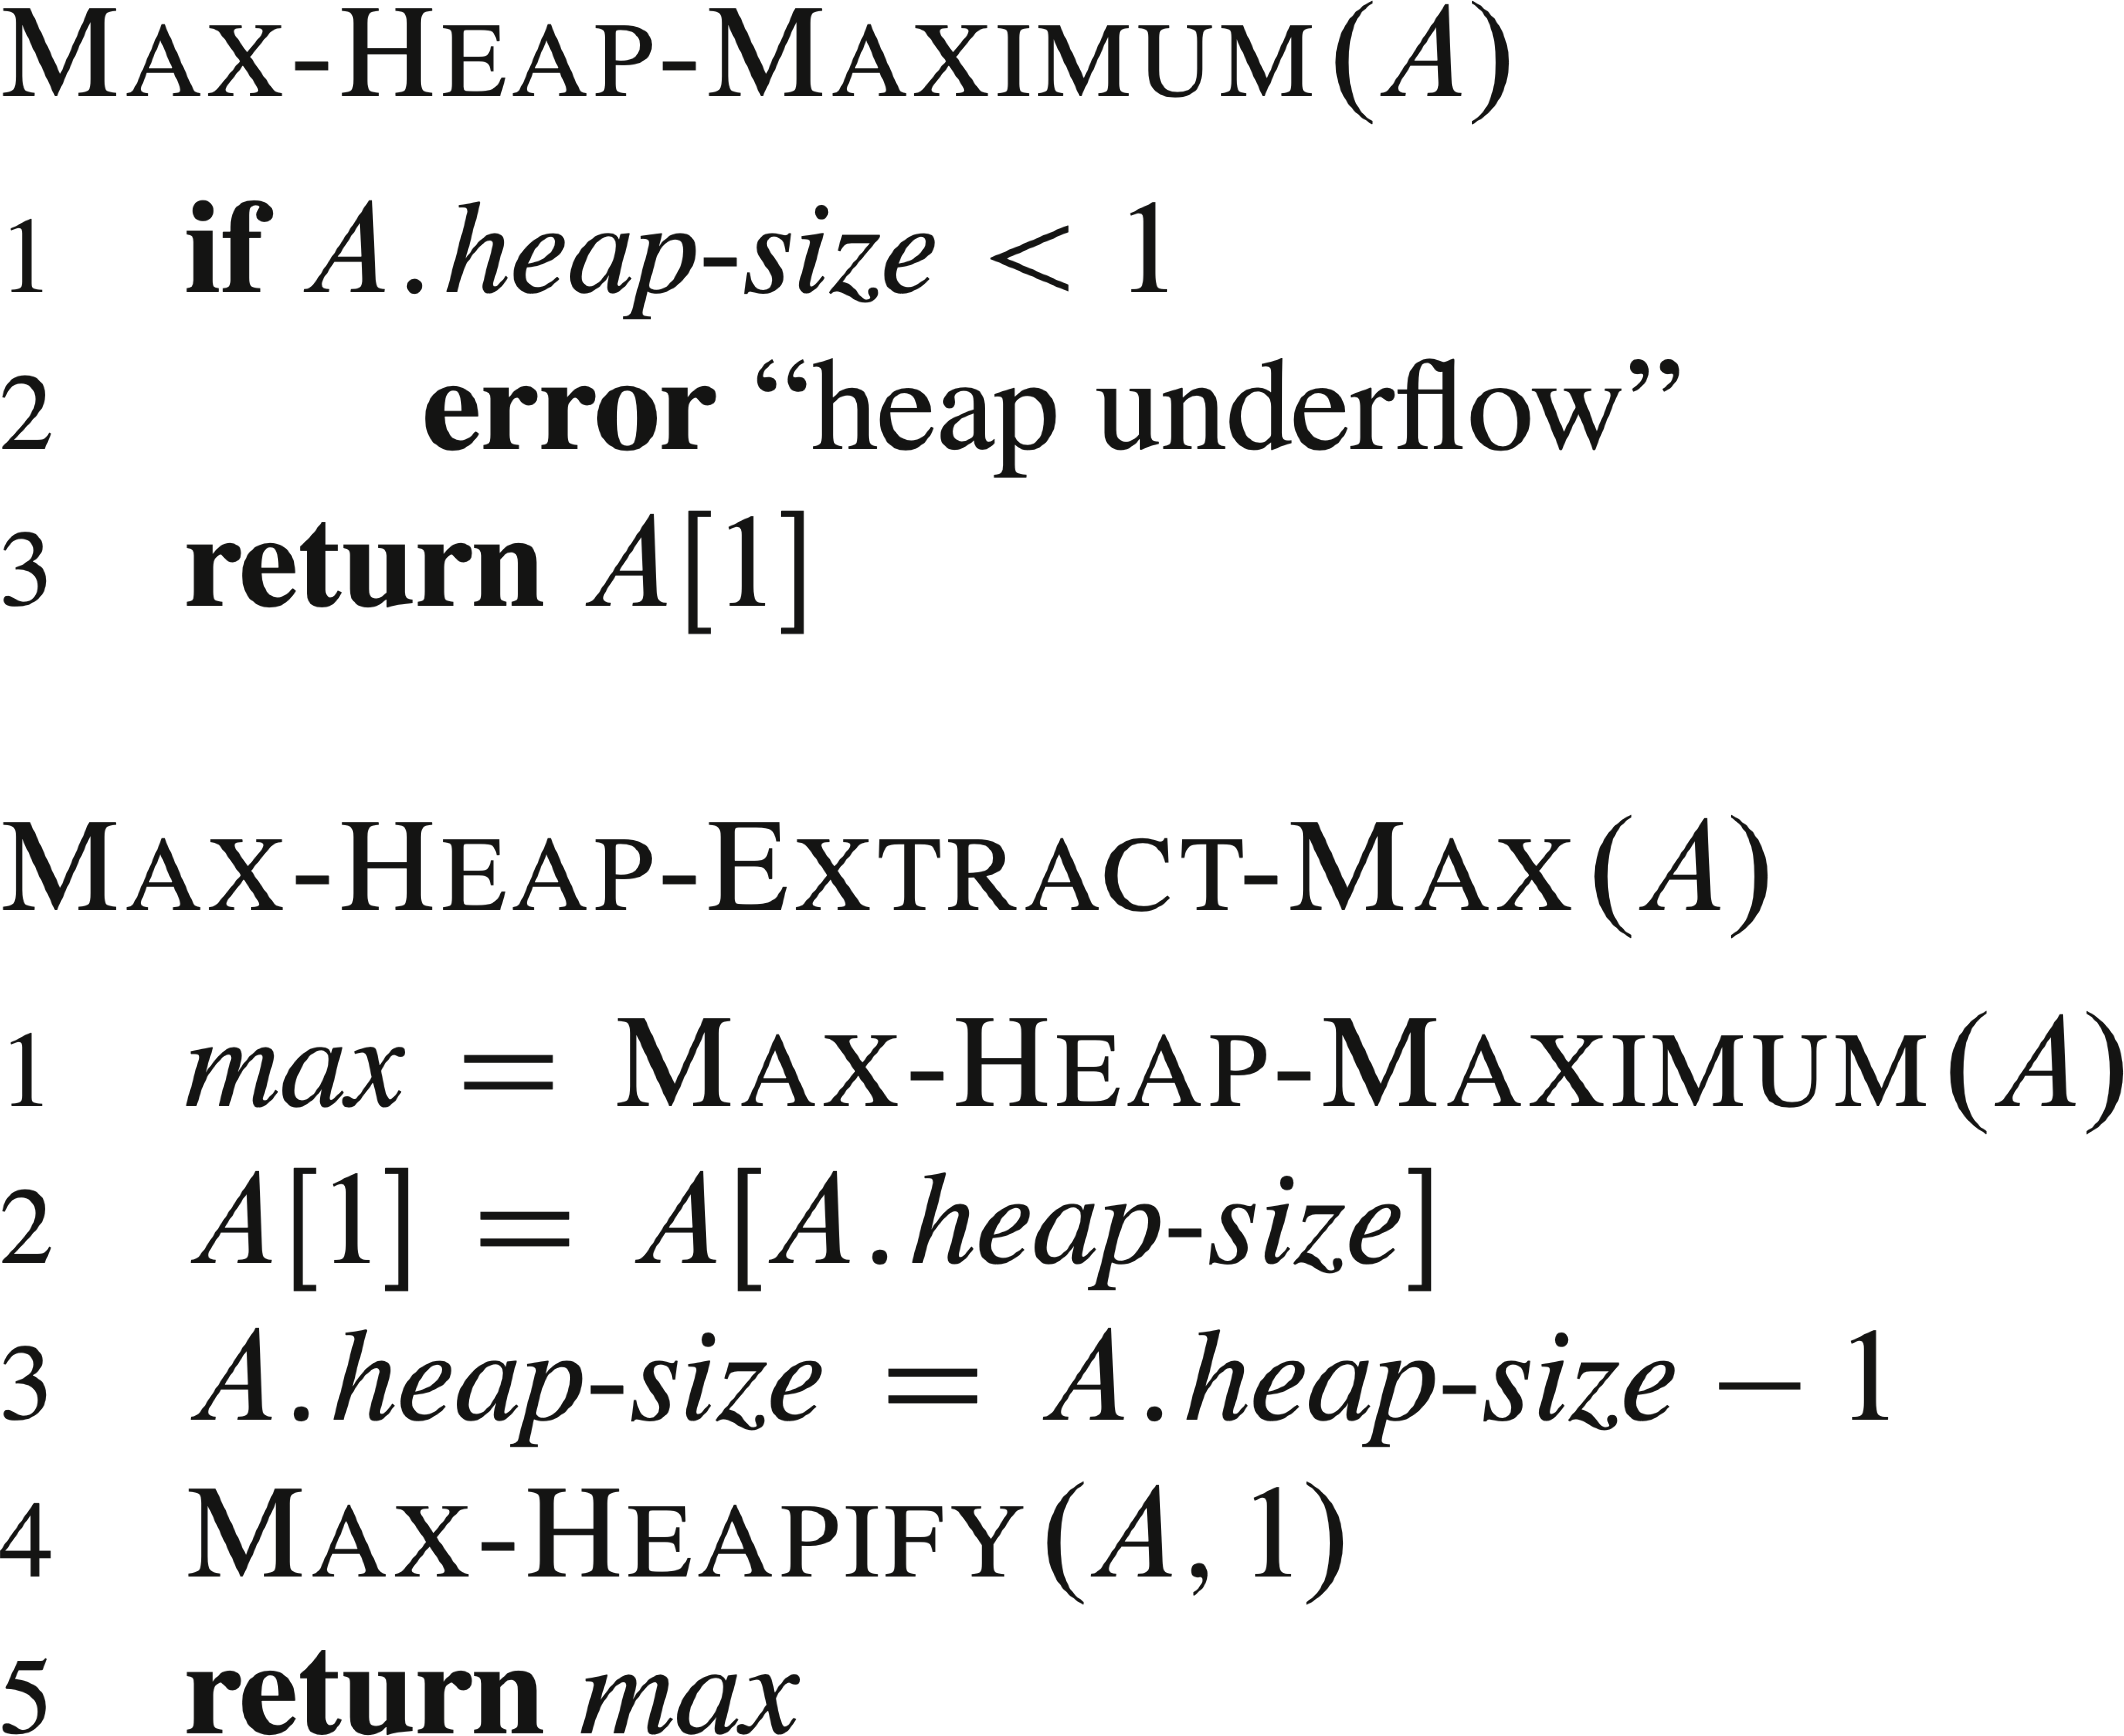 MAX-HEAP-MAXIMUM(A)
1 if A.heap-size < 1
2 error “heap underflow”
3 return A[1]
MAX-HEAP-EXTRACT-MAX(A)
1 max = MAX-HEAP-MAXIMUM(A)
2 A[1] = A[A.heap-size]
3 A.heap-size = A.heap-size − 1
4 MAX-HEAPIFY(A, 1)
5 return max